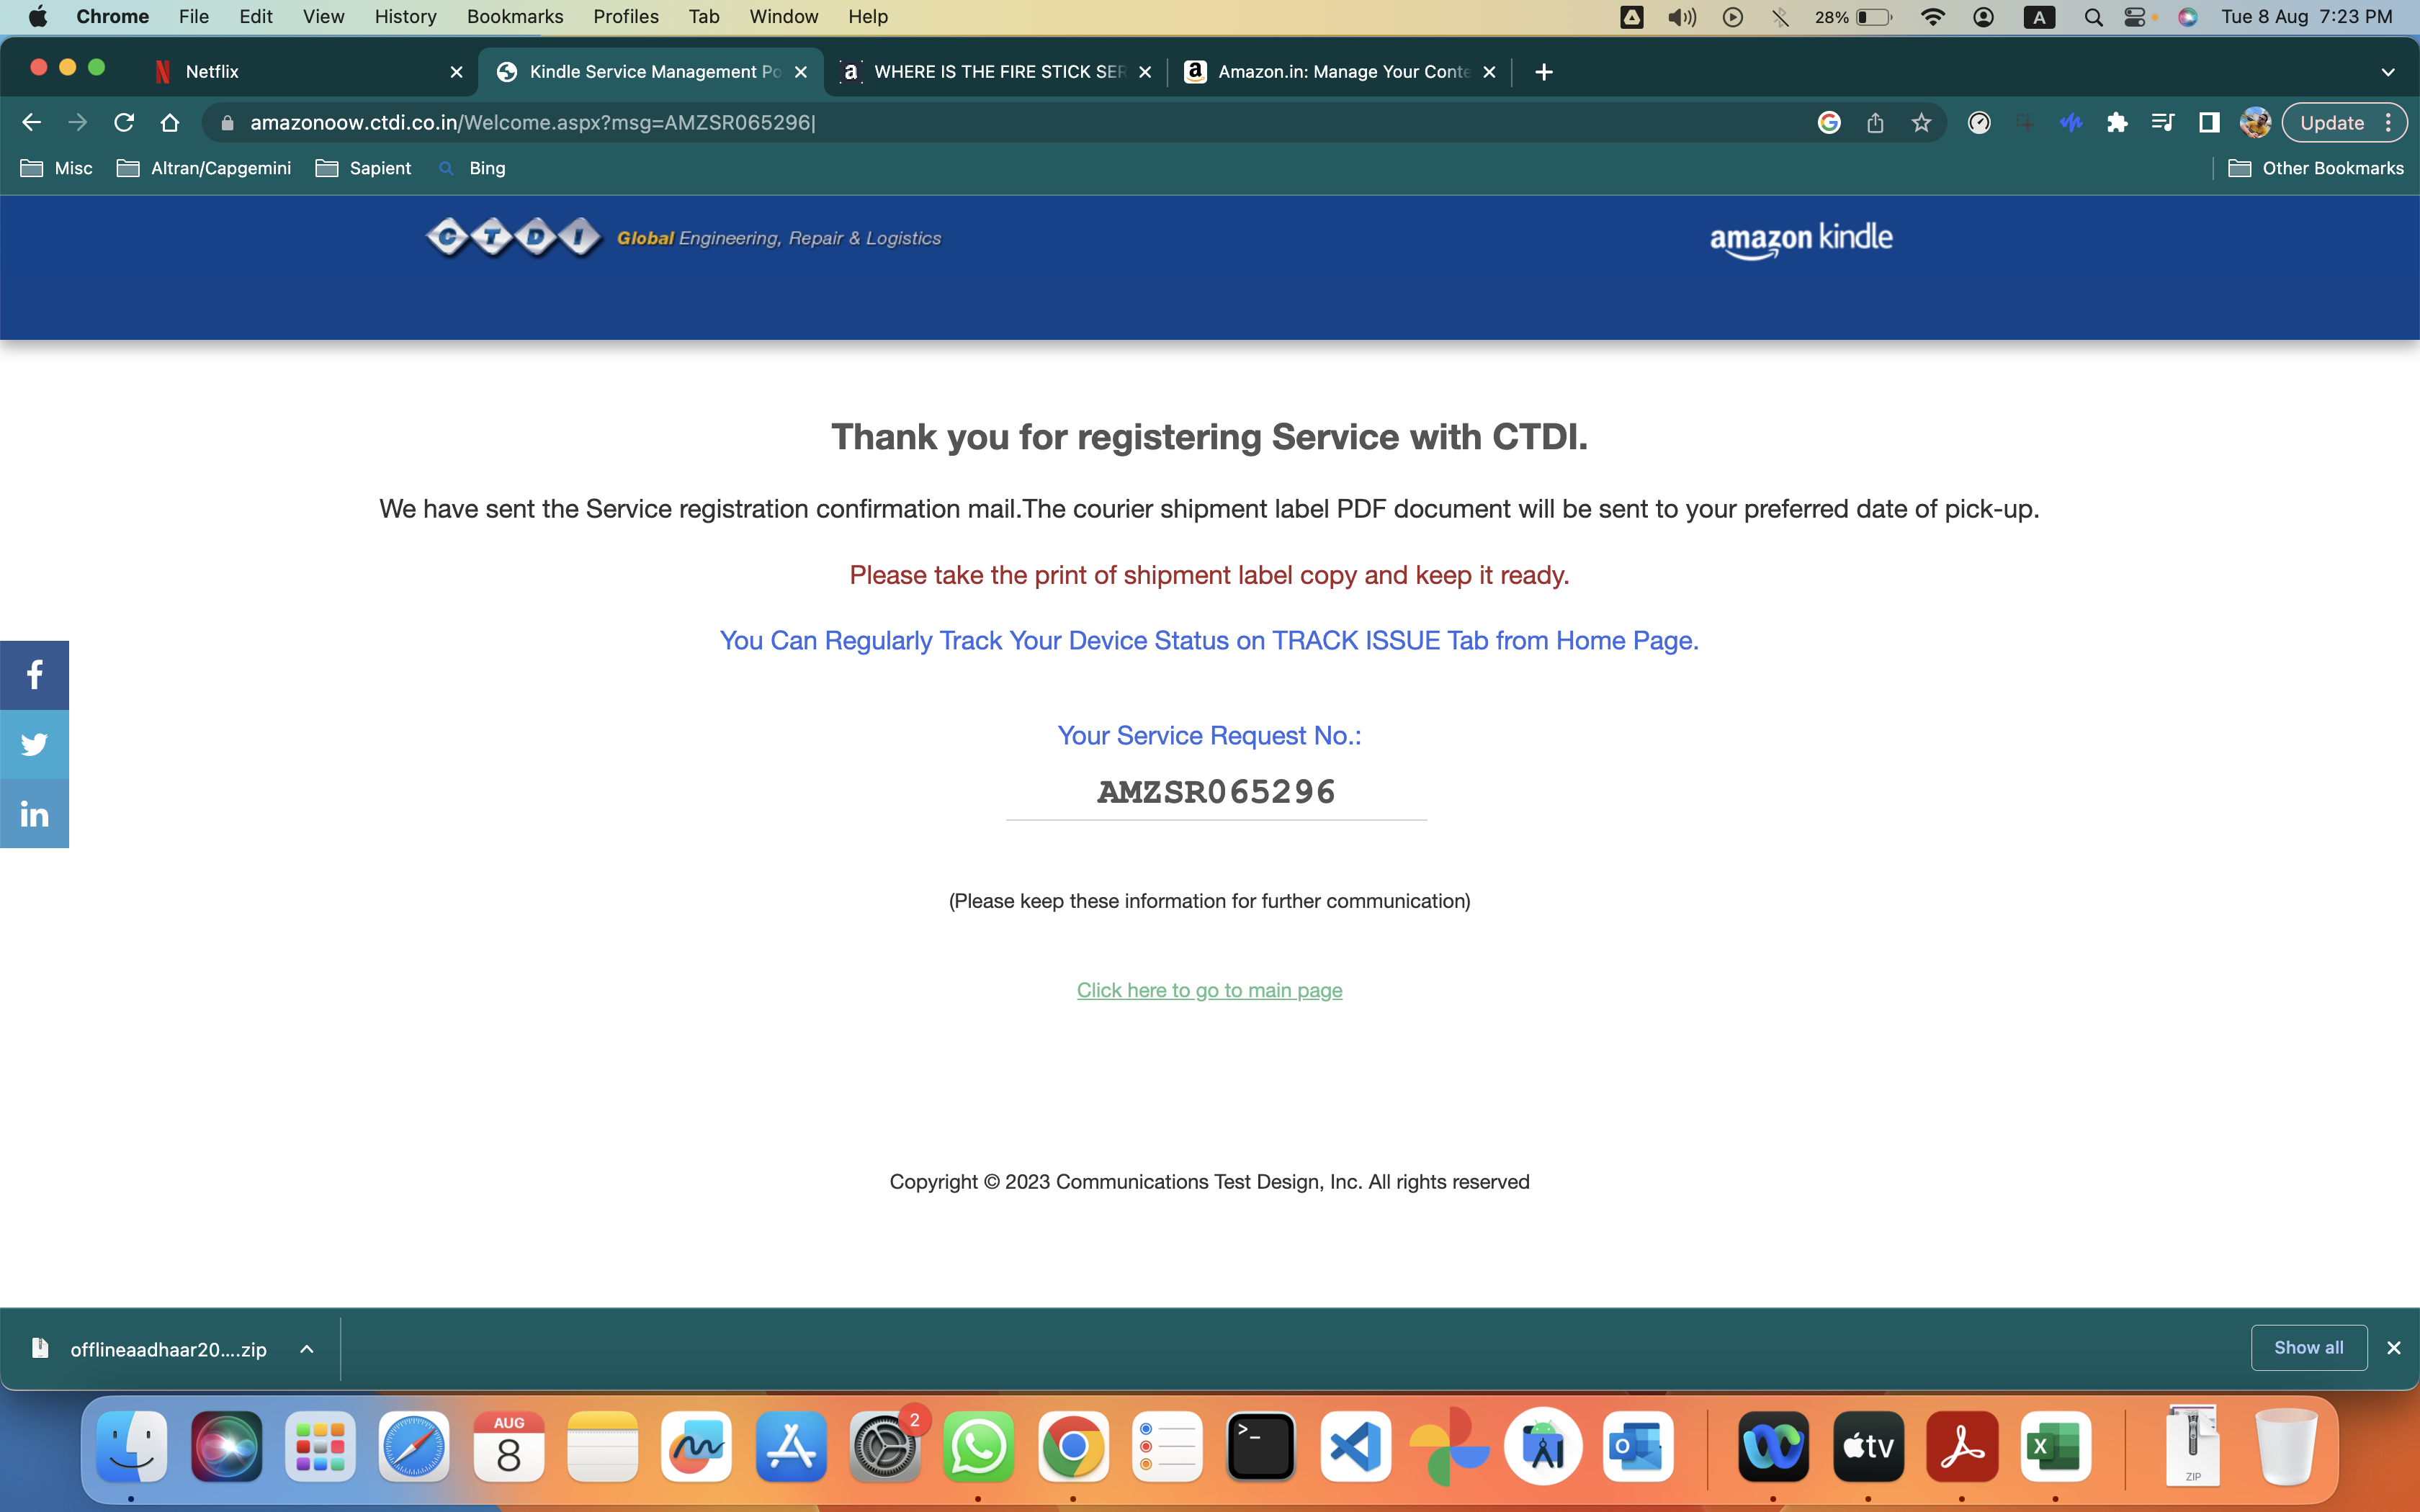 Chrome File Edit View History Bookmarks Profiles Tab Window Help A 28% A Tue 8 Aug 7:23 PM
Netflix Kindle Service Management Po WHERE IS THE FIRE STICK SER Amazon.in: Manage Your Conte
amazonoow.ctdi.co.in/Welcome.aspx?msg=AMZSR065296| Update
Misc Altran/Capgemini Sapient Bing Other Bookmarks
CTDI Global Engineering, Repair & Logistics amazon kindle
Thank you for registering Service with CTDI.
We have sent the Service registration confirmation mail.The courier shipment label PDF document will be sent to your preferred date of pick-up.
Please take the print of shipment label copy and keep it ready.
You Can Regularly Track Your Device Status on TRACK ISSUE Tab from Home Page.
Your Service Request No.:
AMZSR065296
(Please keep these information for further communication)
Click here to go to main page
Copyright © 2023 Communications Test Design, Inc. All rights reserved
offlineaadhaar20....zip Show all
AUG 2
8 tv ZIP